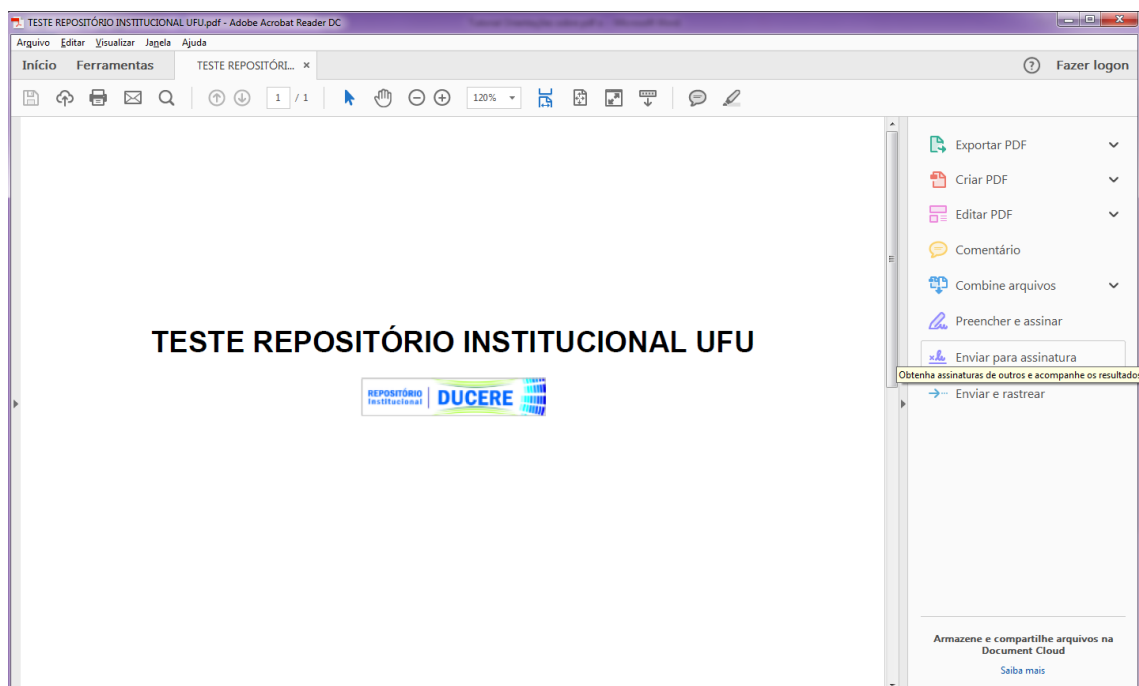 TESTE REPOSITÓRIO INSTITUCIONAL UFU.pdf - Adobe Acrobat Reader DC
Arquivo Editar Visualizar Janela Ajuda
Início Ferramentas TESTE REPOSITÓRI... × ? Fazer logon
1 / 1 120%
Exportar PDF
Criar PDF
Editar PDF
Comentário
Combine arquivos
Preencher e assinar
Enviar para assinatura
Obtenha assinaturas de outros e acompanhe os resultados
Enviar e rastrear
TESTE REPOSITÓRIO INSTITUCIONAL UFU
REPOSITÓRIO
Institucional
DUCERE
Armazene e compartilhe arquivos na
Document Cloud
Saiba mais